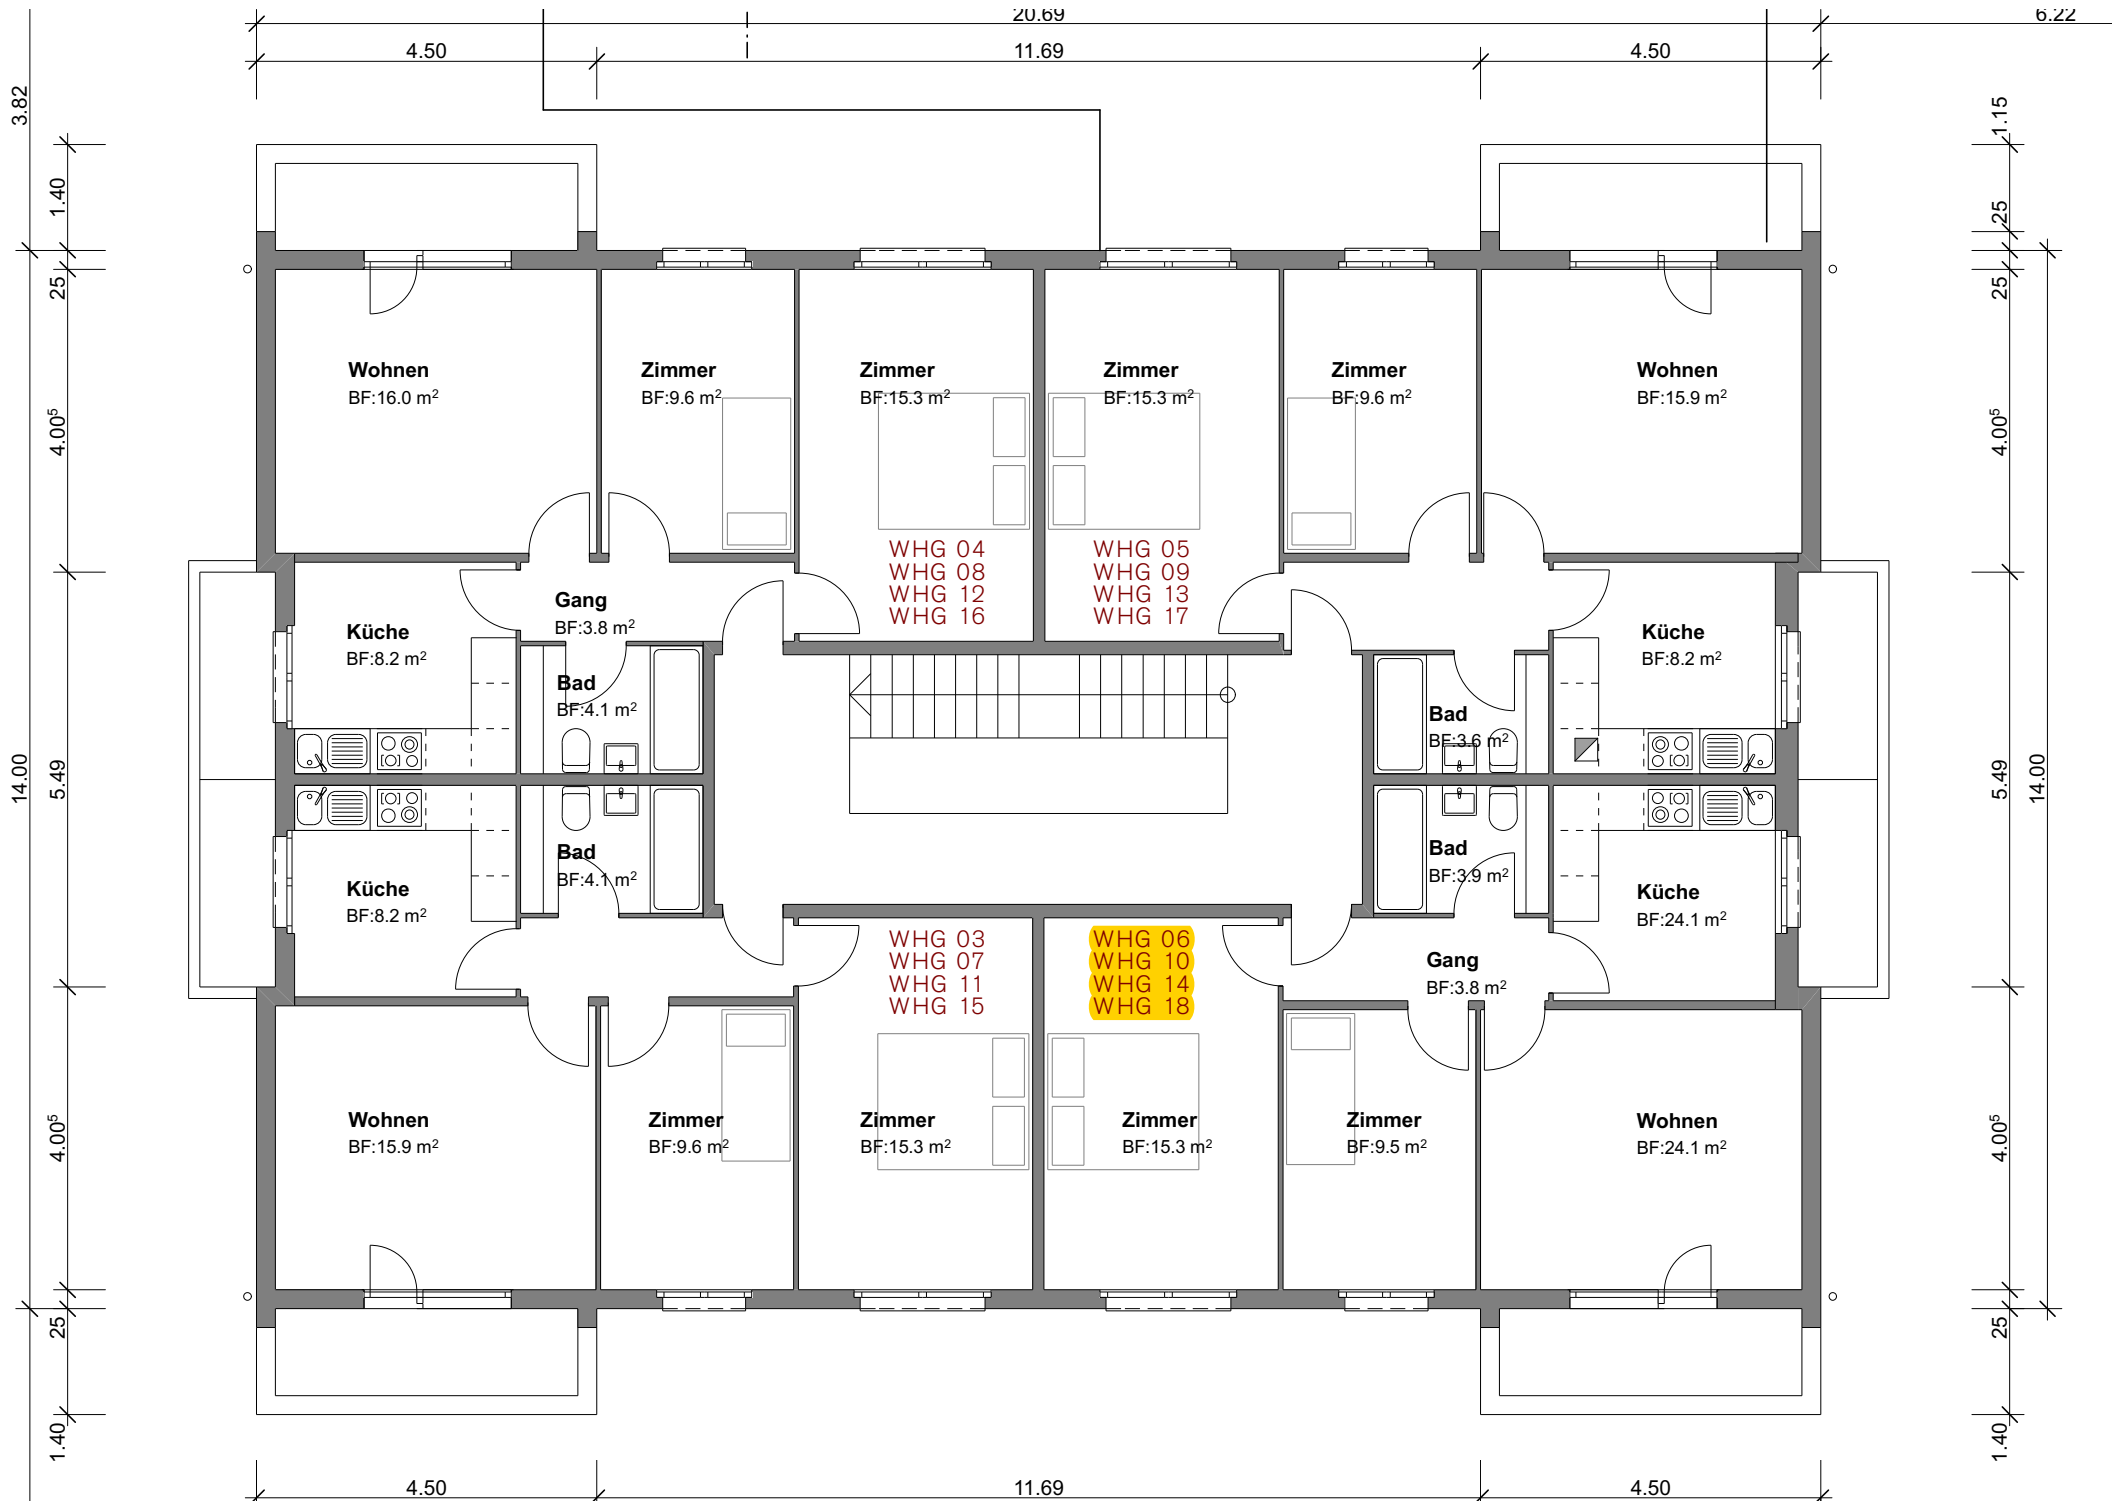 20.69
6.22
4.50
11.69
4.50
3.82
1.15
1.40
25
25
25
Wohnen
BF:16.0 m²
Zimmer
BF:9.6 m²
Zimmer
BF:15.3 m²
Zimmer
BF:15.3 m²
Zimmer
BF:9.6 m²
Wohnen
BF:15.9 m²
4.00⁵
4.00⁵
WHG 04
WHG 08
WHG 12
WHG 16
WHG 05
WHG 09
WHG 13
WHG 17
Gang
BF:3.8 m²
Küche
BF:8.2 m²
Küche
BF:8.2 m²
Bad
BF:4.1 m²
Bad
BF:3.6 m²
14.00
5.49
5.49
14.00
Bad
BF:4.1 m²
Bad
BF:3.9 m²
Küche
BF:8.2 m²
Küche
BF:24.1 m²
WHG 03
WHG 07
WHG 11
WHG 15
WHG 06
WHG 10
WHG 14
WHG 18
Gang
BF:3.8 m²
Wohnen
BF:15.9 m²
Zimmer
BF:9.6 m²
Zimmer
BF:15.3 m²
Zimmer
BF:15.3 m²
Zimmer
BF:9.5 m²
Wohnen
BF:24.1 m²
4.00⁵
4.00⁵
25
25
1.40
1.40
4.50
11.69
4.50